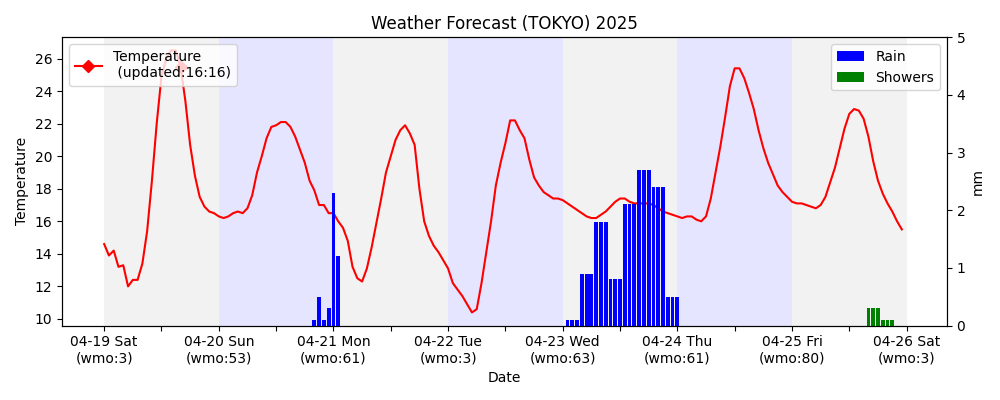 Weather Forecast (TOKYO) 2025
Temperature
(updated:16:16)
Rain
Showers
26
24
22
20
18
16
14
12
10
Temperature
5
4
3
2
1
0
mm
04-19 Sat 04-20 Sun 04-21 Mon 04-22 Tue 04-23 Wed 04-24 Thu 04-25 Fri 04-26 Sat
(wmo:3) (wmo:53) (wmo:61) (wmo:3) (wmo:63) (wmo:61) (wmo:80) (wmo:3)
Date